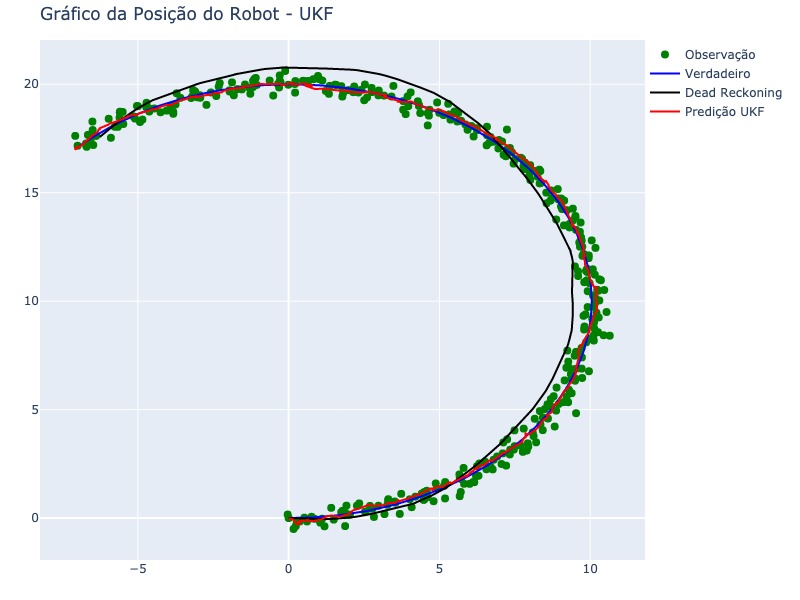 Gráfico da Posição do Robot - UKF
Observação
Verdadeiro
Dead Reckoning
Predição UKF
20
15
10
5
0
−5
0
5
10